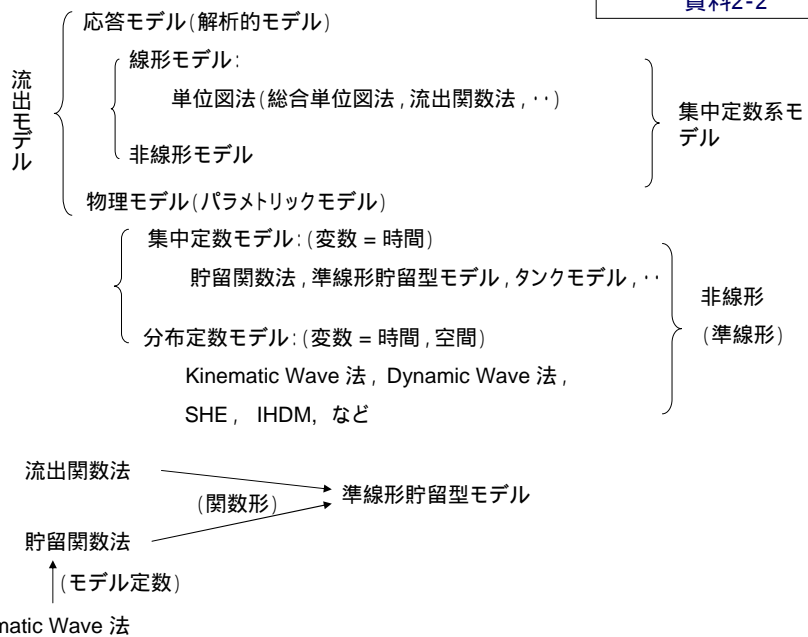 資料2-2
応答モデル(解析的モデル)
線形モデル:
単位図法(総合単位図法,流出関数法,‥)
非線形モデル
集中定数系モ
デル
流出モデル
物理モデル(パラメトリックモデル)
集中定数モデル:(変数 = 時間)
貯留関数法,準線形貯留型モデル,タンクモデル,‥
分布定数モデル:(変数 = 時間,空間)
Kinematic Wave 法, Dynamic Wave 法,
SHE, IHDM, など
非線形
(準線形)
流出関数法
(関数形)
準線形貯留型モデル
貯留関数法
(モデル定数)
matic Wave 法